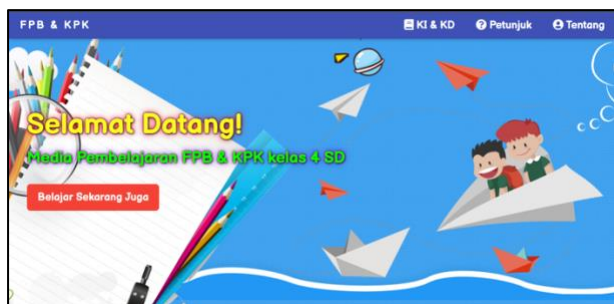 FPB & KPK
KI & KD
Petunjuk
Tentang
Selamat Datang!
Media Pembelajaran FPB & KPK kelas 4 SD
Belajar Sekarang Juga